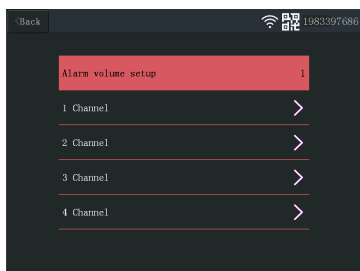 <Back
1983397686
Alarm volume setup 1
1 Channel
2 Channel
3 Channel
4 Channel